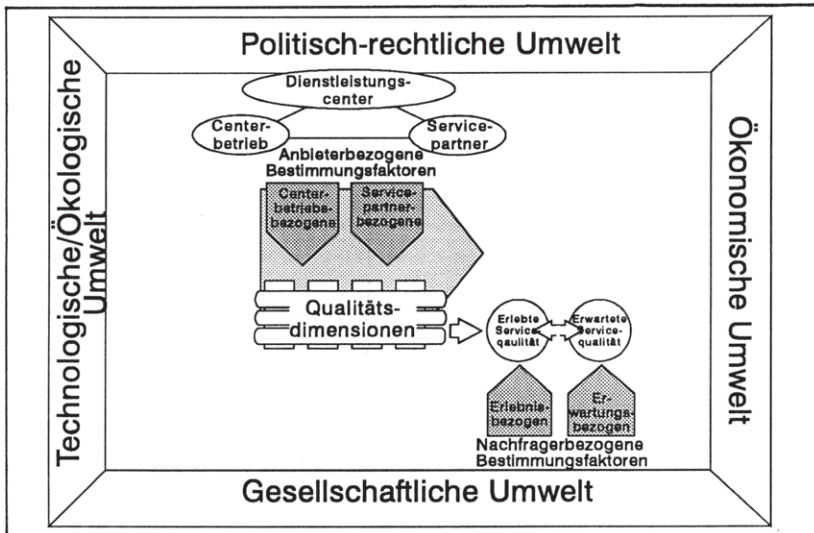 Politisch-rechtliche Umwelt
Technologische/Ökologische
Umwelt
Ökonomische Umwelt
Dienstleistungs-
center
Center-
betrieb
Service-
partner
Anbieterbezogene
Bestimmungsfaktoren
Center-
betriebs-
bezogene
Service-
partner-
bezogene
Qualitäts-
dimensionen
Erlebte
Service-
qaulität
Erwartete
Service-
qualität
Erlebnis-
bezogen
Er-
wartungs-
bezogen
Nachfragerbezogene
Bestimmungsfaktoren
Gesellschaftliche Umwelt